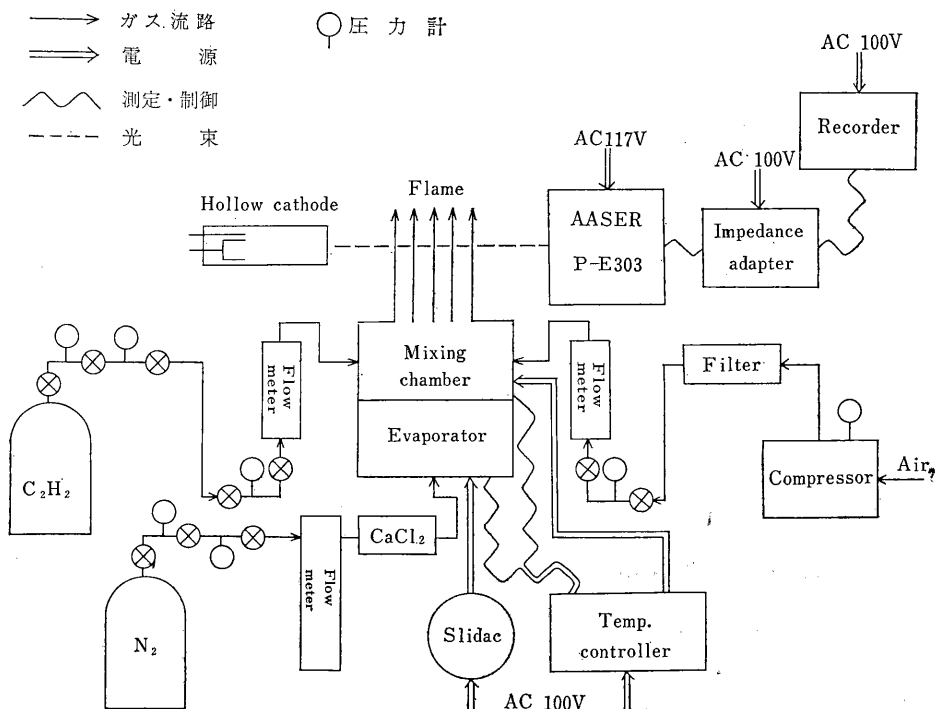 ガス流路
圧力計
電源
測定・制御
光束
AC 100V
Recorder
AC117V
AC 100V
Flame
Hollow cathode
AASER
P-E303
Impedance
adapter
Mixing
chamber
Flow
meter
Flow
meter
Filter
Evaporator
C₂H₂
Compressor
Air
CaCl₂
Flow
meter
N₂
Slidac
Temp.
controller
AC 100V